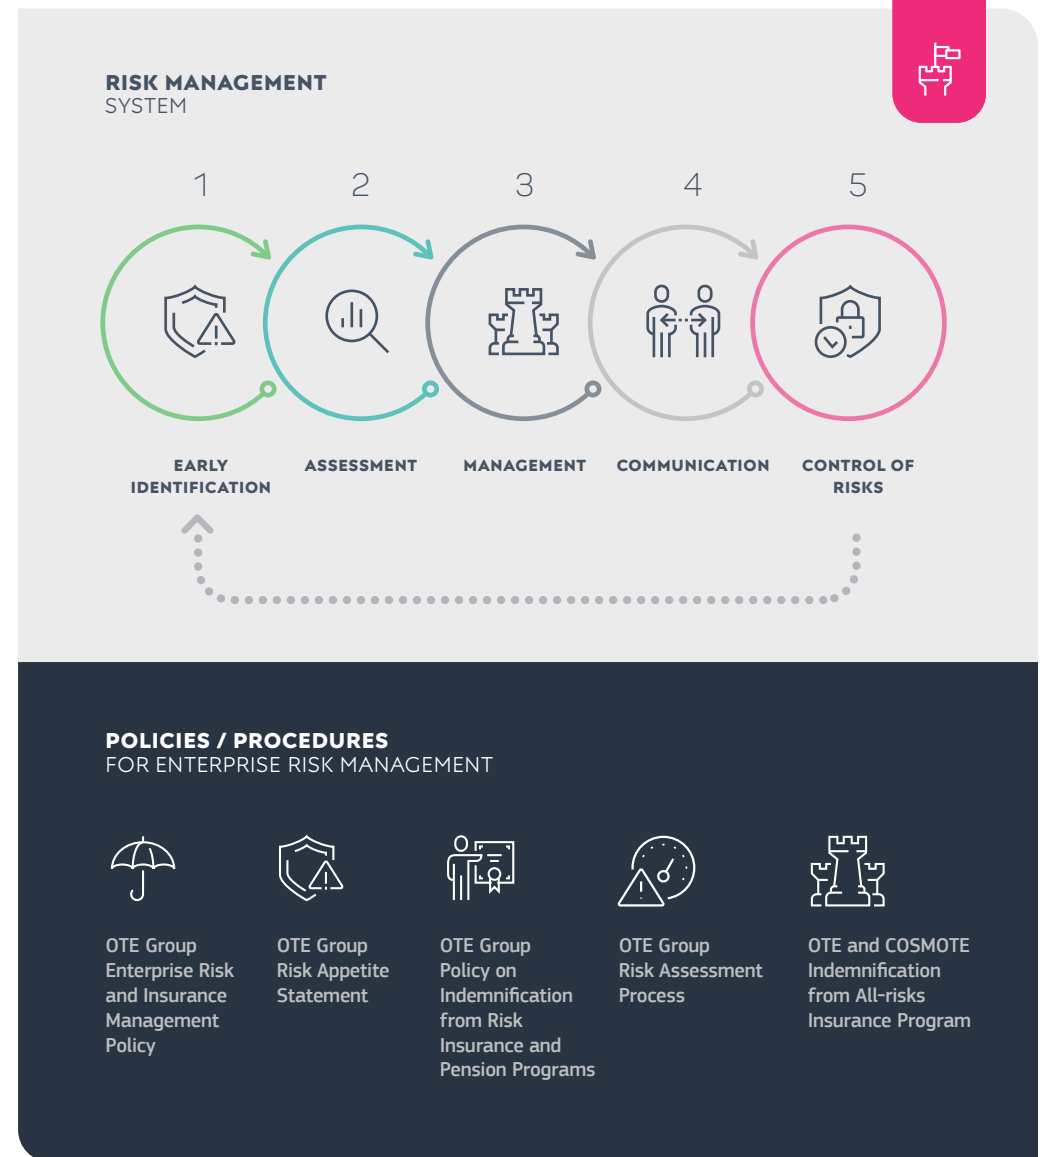 RISK MANAGEMENT
SYSTEM
1
2
3
4
5
EARLY
IDENTIFICATION
ASSESSMENT
MANAGEMENT
COMMUNICATION
CONTROL OF
RISKS
POLICIES / PROCEDURES
FOR ENTERPRISE RISK MANAGEMENT
OTE Group
Enterprise Risk
and Insurance
Management
Policy
OTE Group
Risk Appetite
Statement
OTE Group
Policy on
Indemnification
from Risk
Insurance and
Pension Programs
OTE Group
Risk Assessment
Process
OTE and COSMOTE
Indemnification
from All-risks
Insurance Program